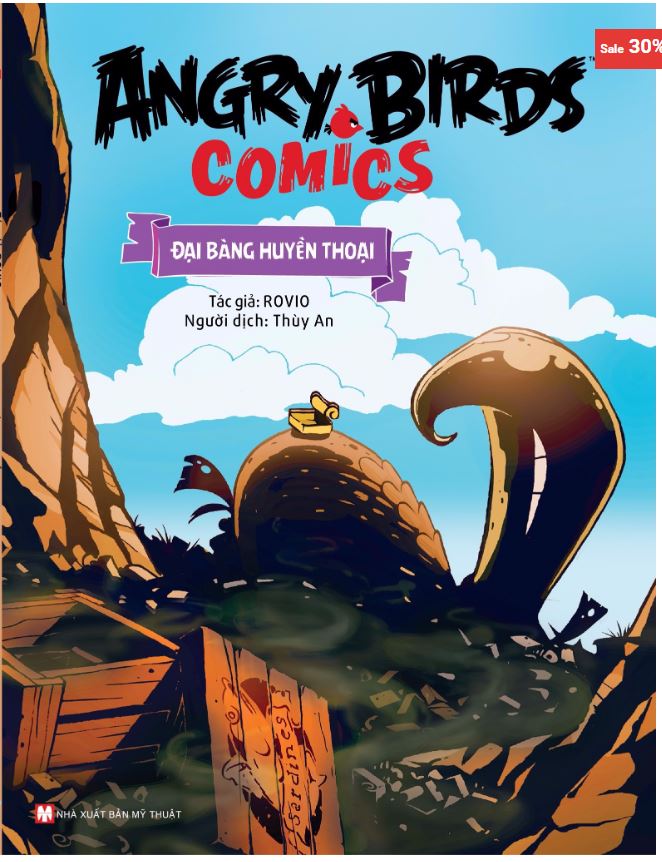 Sale 30%
ANGRY BIRDS
™
COMICS
ĐẠI BÀNG HUYỀN THOẠI
Tác giả: ROVIO
Người dịch: Thùy An
Sardines
NHÀ XUẤT BẢN MỸ THUẬT